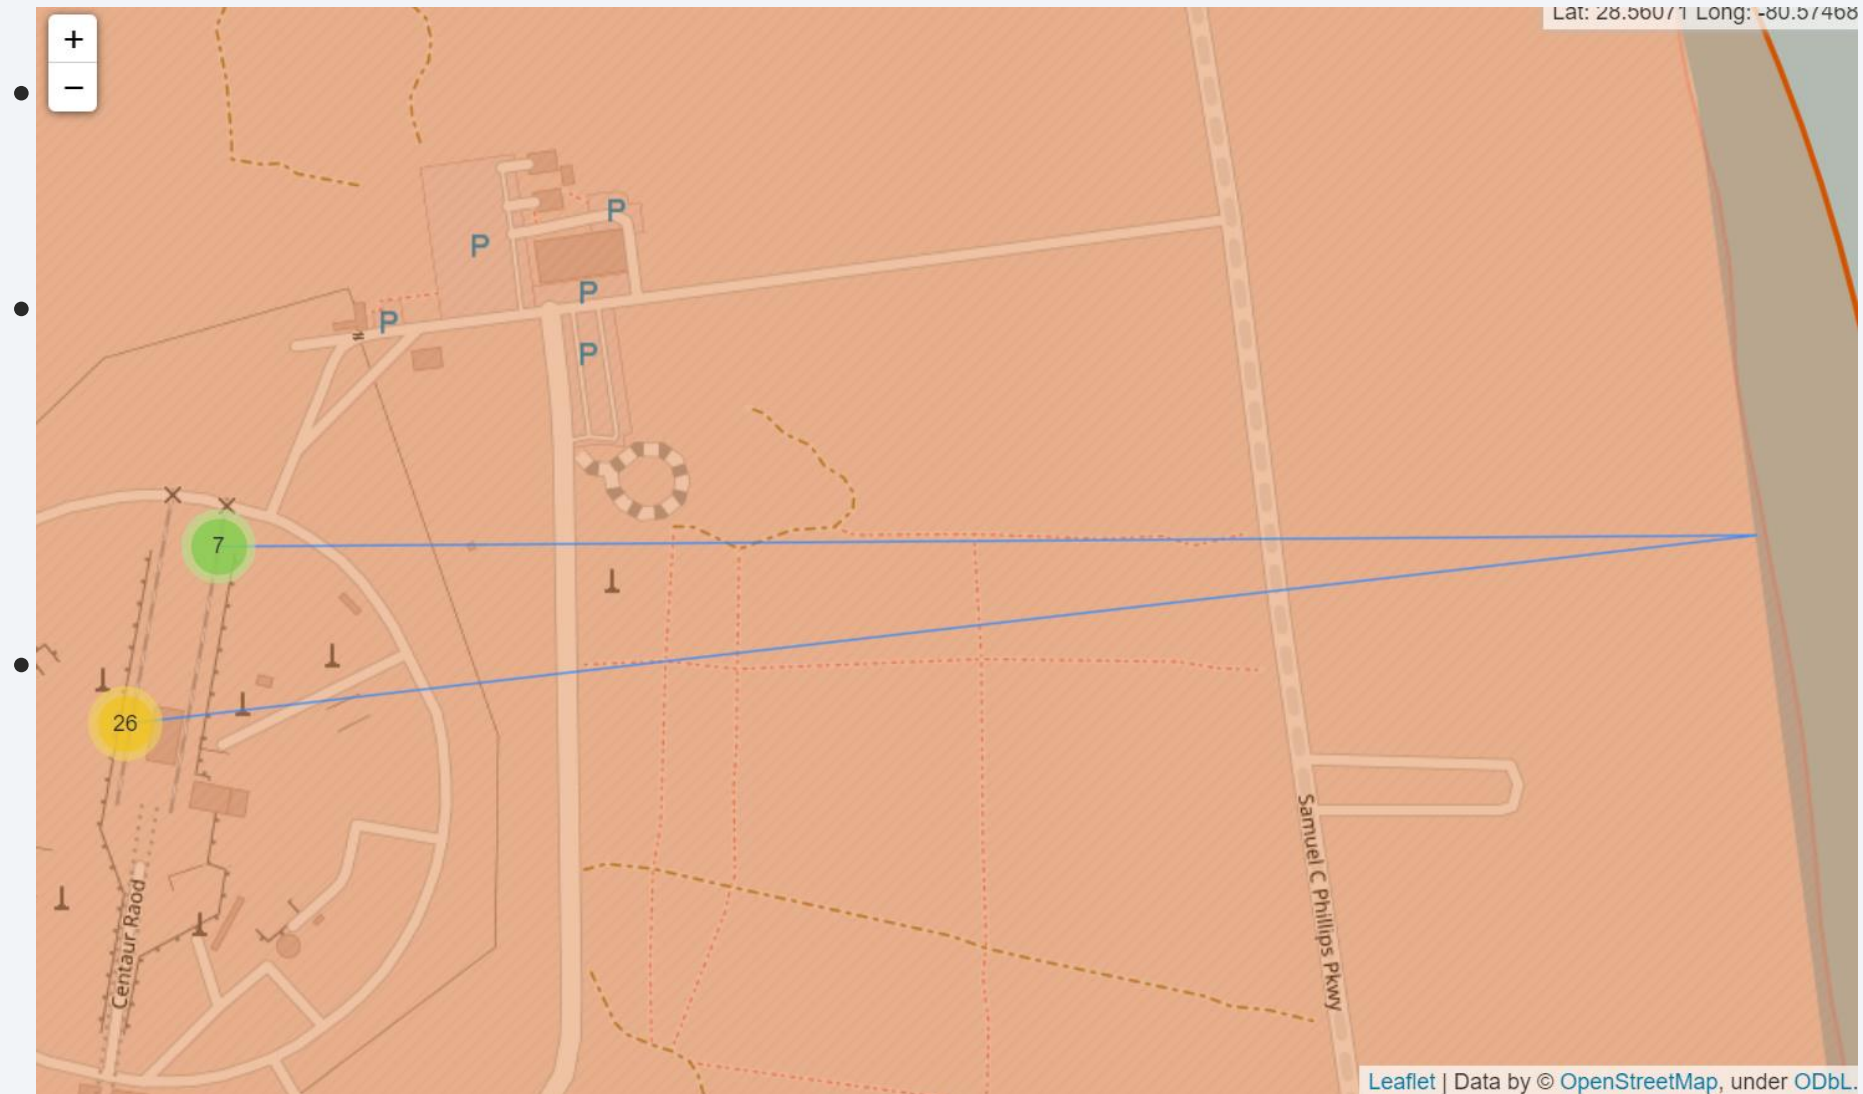 +
Lat: 28.56071 Long: -80.57468
−
P
P
P
P
P
7
26
Samuel C Phillips Pkwy
Centaur Raod
Leaflet | Data by © OpenStreetMap, under ODbL.